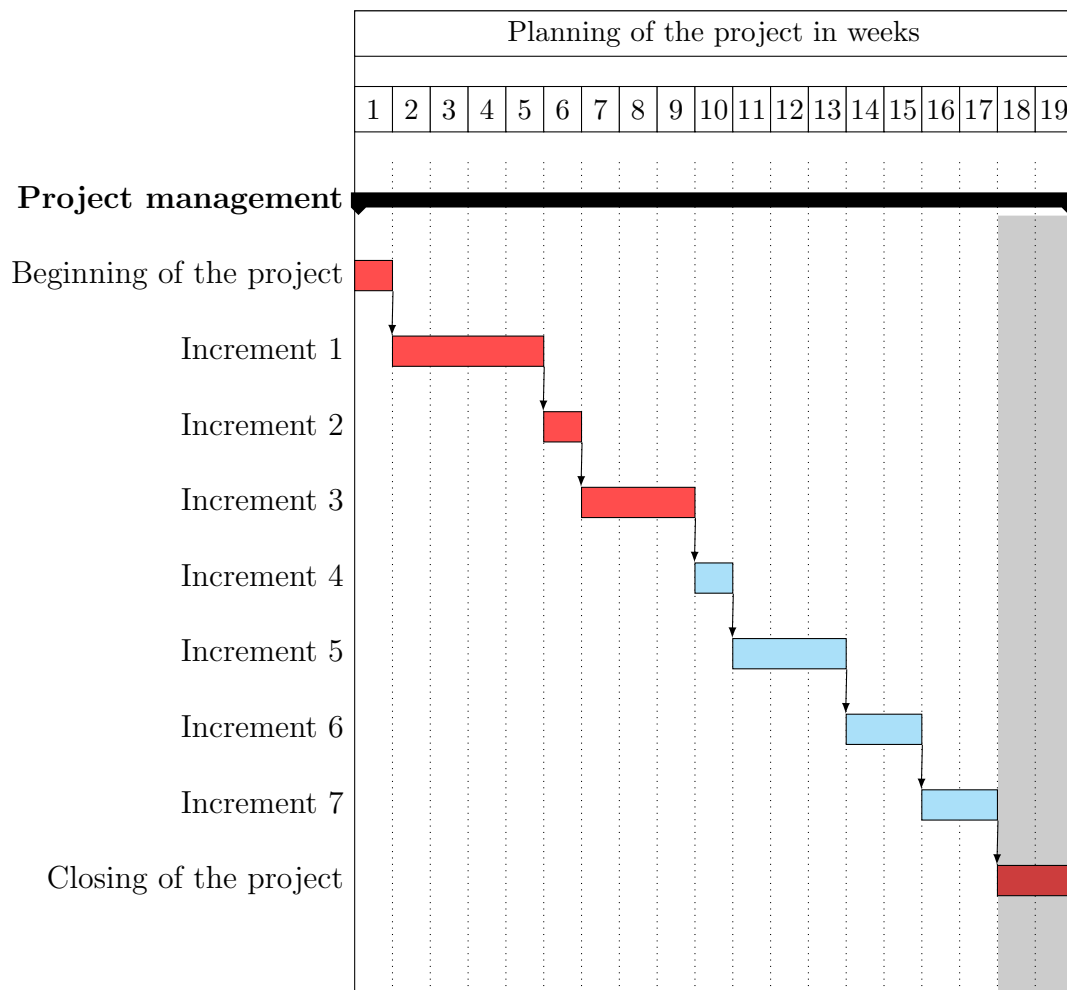 Planning of the project in weeks
1 2 3 4 5 6 7 8 9 10 11 12 13 14 15 16 17 18 19
Project management
Beginning of the project
Increment 1
Increment 2
Increment 3
Increment 4
Increment 5
Increment 6
Increment 7
Closing of the project